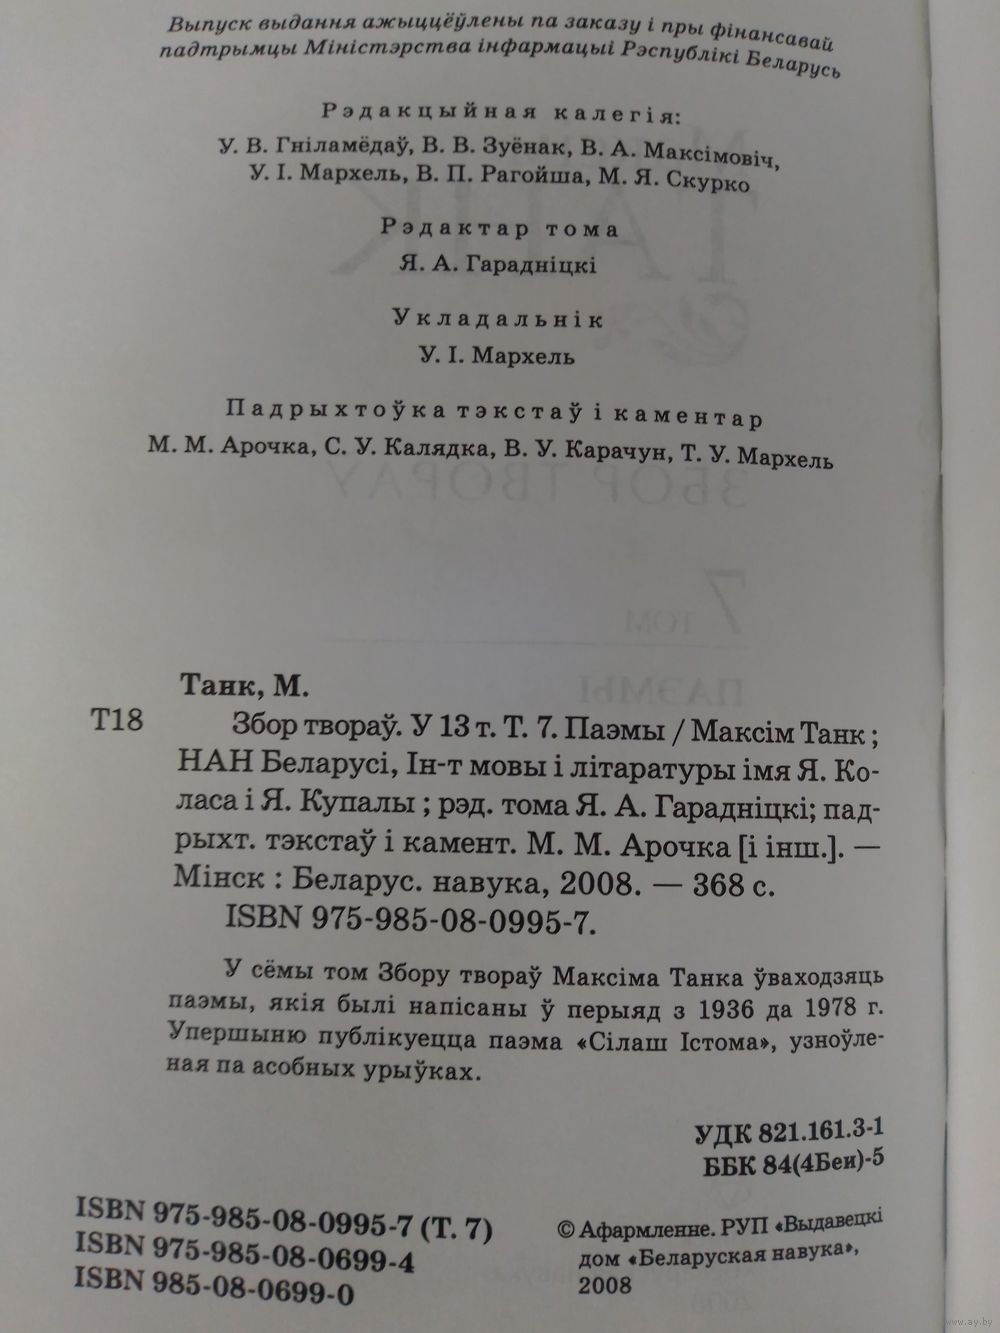 Выпуск выдання ажыццёўлены па заказу і пры фінансавай
падтрымцы Міністэрства інфармацыі Рэспублікі Беларусь
Рэдакцыйная калегія:
У. В. Гніламёдаў, В. В. Зуёнак, В. А. Максімовіч,
У. І. Мархель, В. П. Рагойша, М. Я. Скурко
Рэдактар тома
Я. А. Гарадніцкі
Укладальнік
У. І. Мархель
Падрыхтоўка тэкстаў і каментар
М. М. Арочка, С. У. Калядка, В. У. Карачун, Т. У. Мархель
Танк, М.
Т18 Збор твораў. У 13 т. Т. 7. Паэмы / Максім Танк ;
НАН Беларусі, Ін-т мовы і літаратуры імя Я. Ко-
ласа і Я. Купалы ; рэд. тома Я. А. Гарадніцкі; пад-
рыхт. тэкстаў і камент. М. М. Арочка [і інш.]. —
Мінск : Беларус. навука, 2008. — 368 с.
ISBN 975-985-08-0995-7.
У сёмы том Збору твораў Максіма Танка ўваходзяць
паэмы, якія былі напісаны ў перыяд з 1936 да 1978 г.
Упершыню публікуецца паэма «Сілаш Істома», узноўле-
ная па асобных урыўках.
УДК 821.161.3-1
ББК 84(4Беи)-5
ISBN 975-985-08-0995-7 (Т. 7)
ISBN 975-985-08-0699-4
ISBN 985-08-0699-0
© Афармленне. РУП «Выдавецкі
дом «Беларуская навука»,
2008
www.ay.by